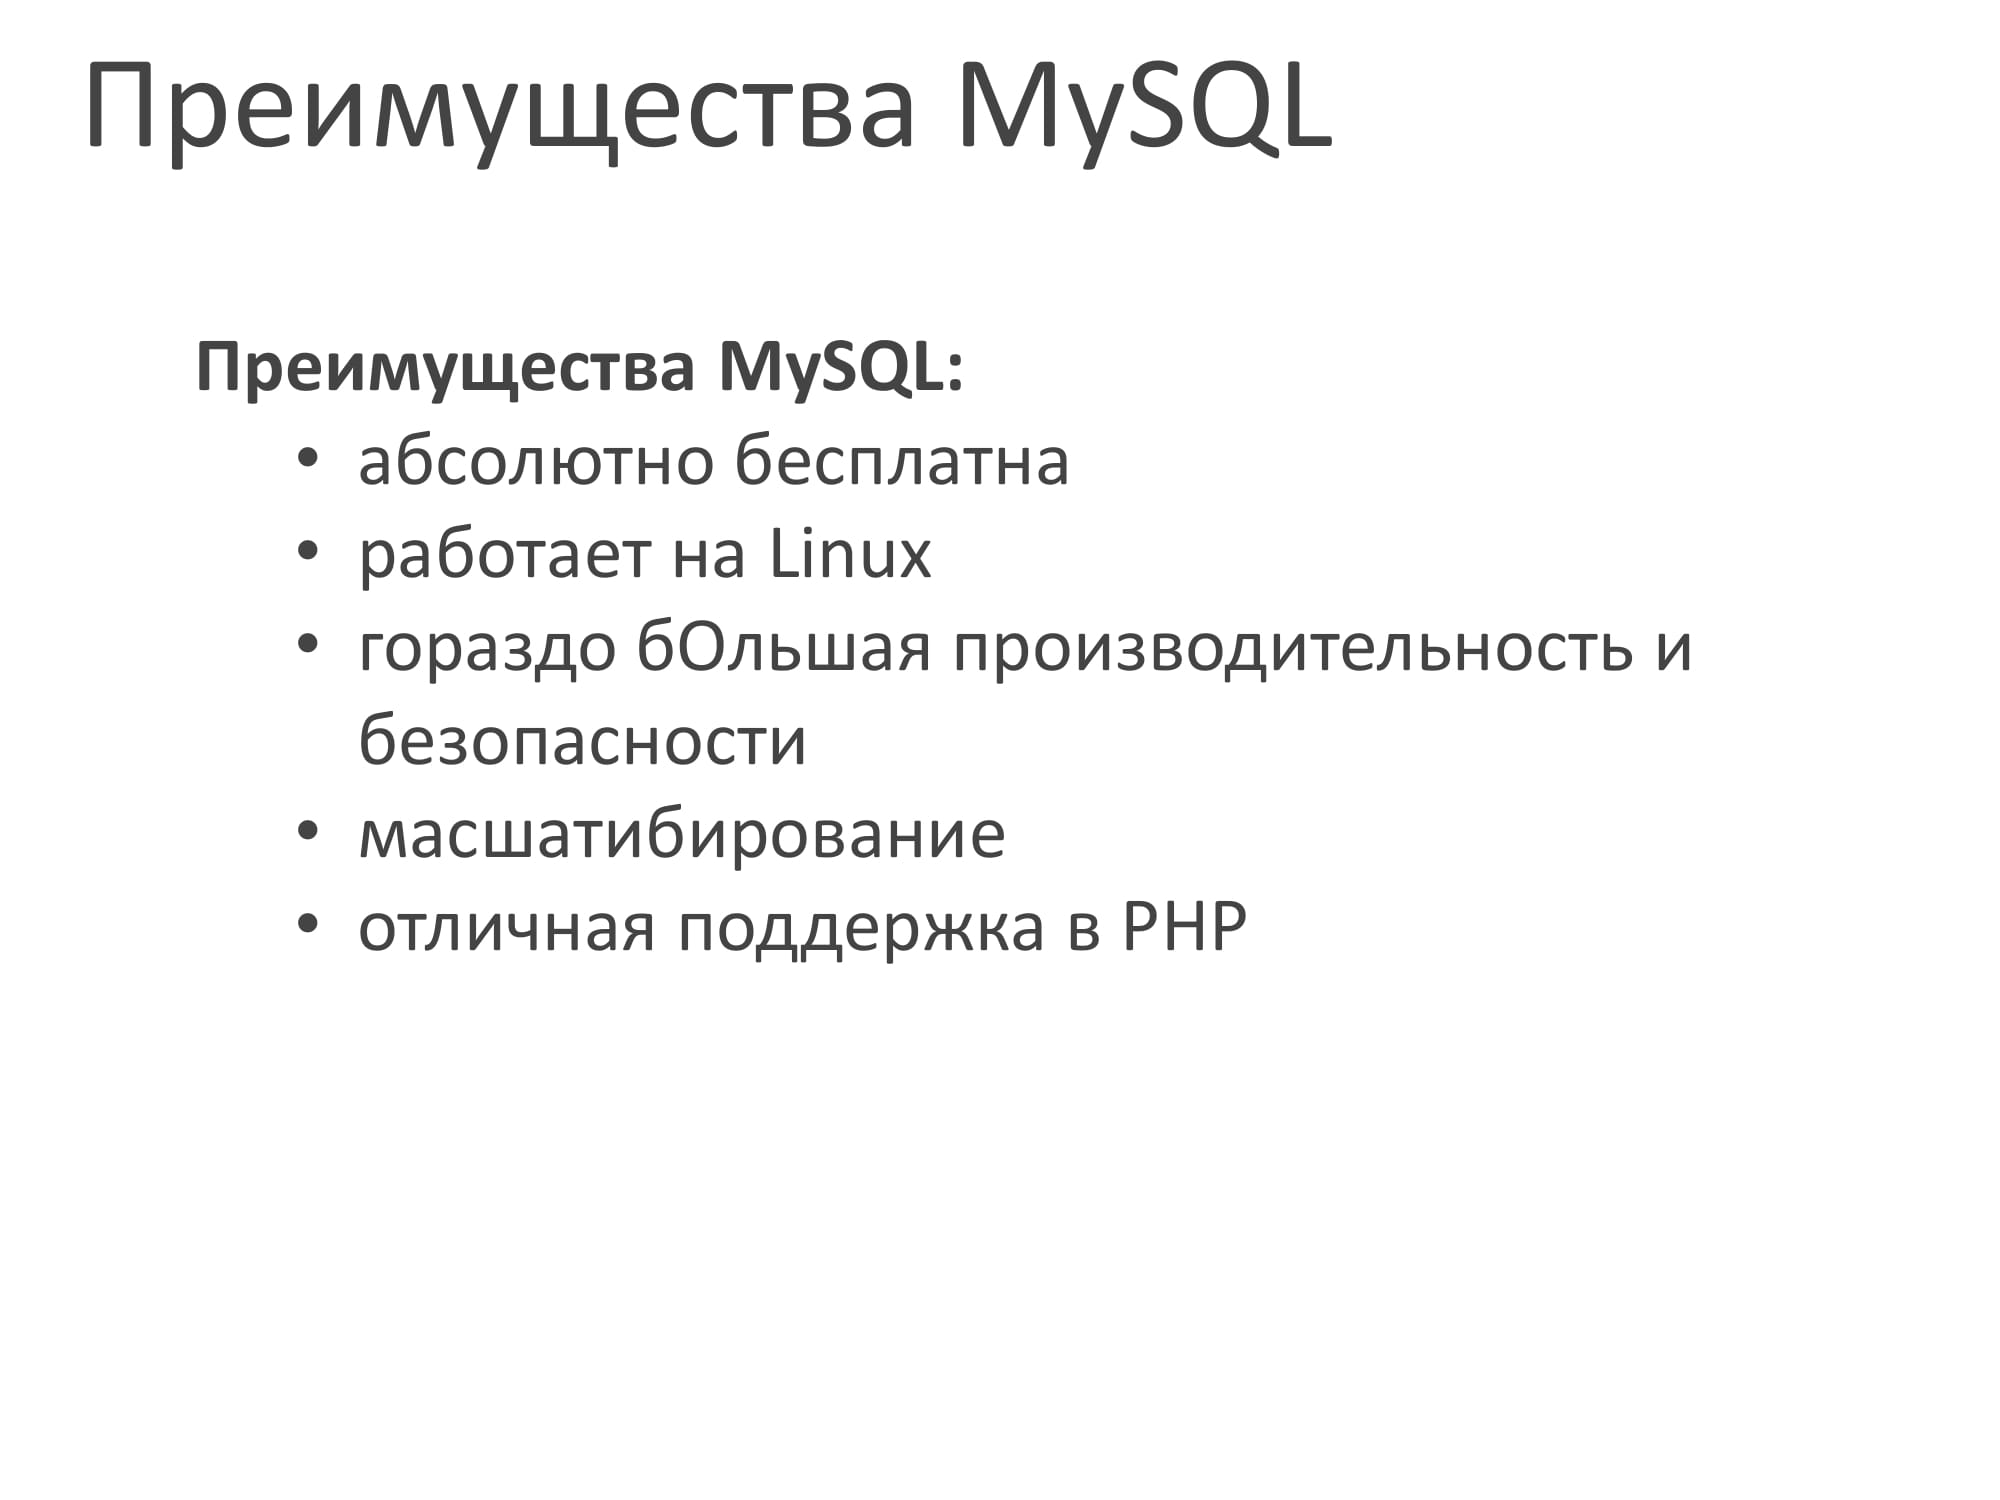 Преимущества MySQL
Преимущества MySQL:
• абсолютно бесплатна
• работает на Linux
• гораздо бОльшая производительность и
безопасности
• масшатибирование
• отличная поддержка в PHP